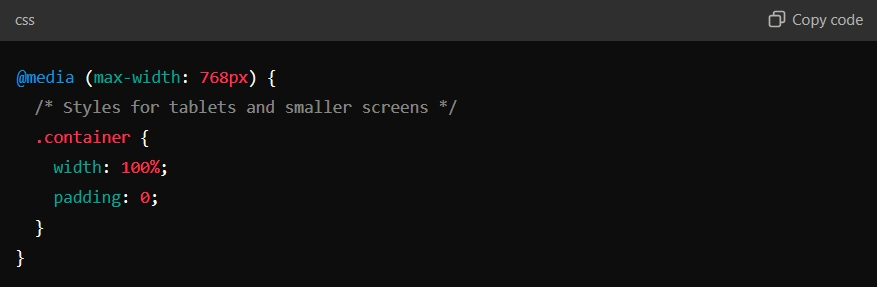 css
Copy code
@media (max-width: 768px) {
  /* Styles for tablets and smaller screens */
  .container {
    width: 100%;
    padding: 0;
  }
}